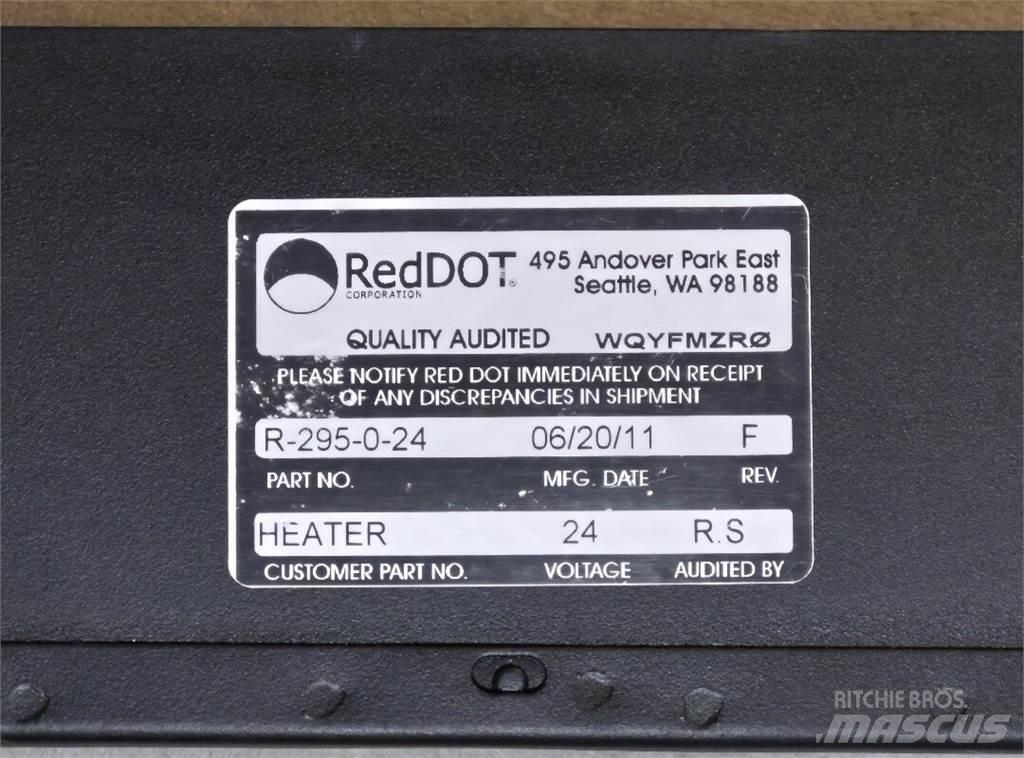 RedDOT®
CORPORATION
495 Andover Park East
Seattle, WA 98188
QUALITY AUDITED WQYFMZRØ
PLEASE NOTIFY RED DOT IMMEDIATELY ON RECEIPT
OF ANY DISCREPANCIES IN SHIPMENT
R-295-0-24 06/20/11 F
PART NO. MFG. DATE REV.
HEATER 24 R.S
CUSTOMER PART NO. VOLTAGE AUDITED BY
RITCHIE BROS.
MASCUS